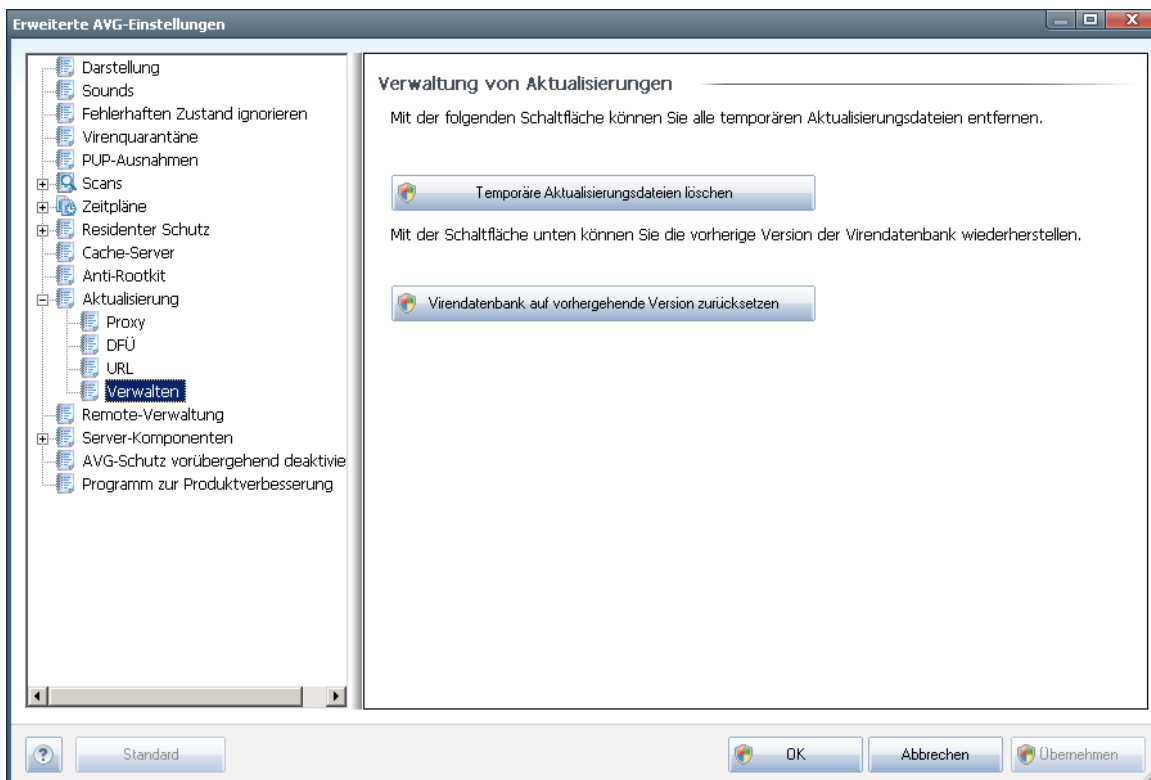 Erweiterte AVG-Einstellungen
Darstellung
Sounds
Fehlerhaften Zustand ignorieren
Virenquarantäne
PUP-Ausnahmen
Scans
Zeitpläne
Residenter Schutz
Cache-Server
Anti-Rootkit
Aktualisierung
Proxy
DFÜ
URL
Verwalten
Remote-Verwaltung
Server-Komponenten
AVG-Schutz vorübergehend deaktivie
Programm zur Produktverbesserung
Verwaltung von Aktualisierungen
Mit der folgenden Schaltfläche können Sie alle temporären Aktualisierungsdateien entfernen.
Temporäre Aktualisierungsdateien löschen
Mit der Schaltfläche unten können Sie die vorherige Version der Virendatenbank wiederherstellen.
Virendatenbank auf vorhergehende Version zurücksetzen
?
Standard
OK
Abbrechen
Übernehmen